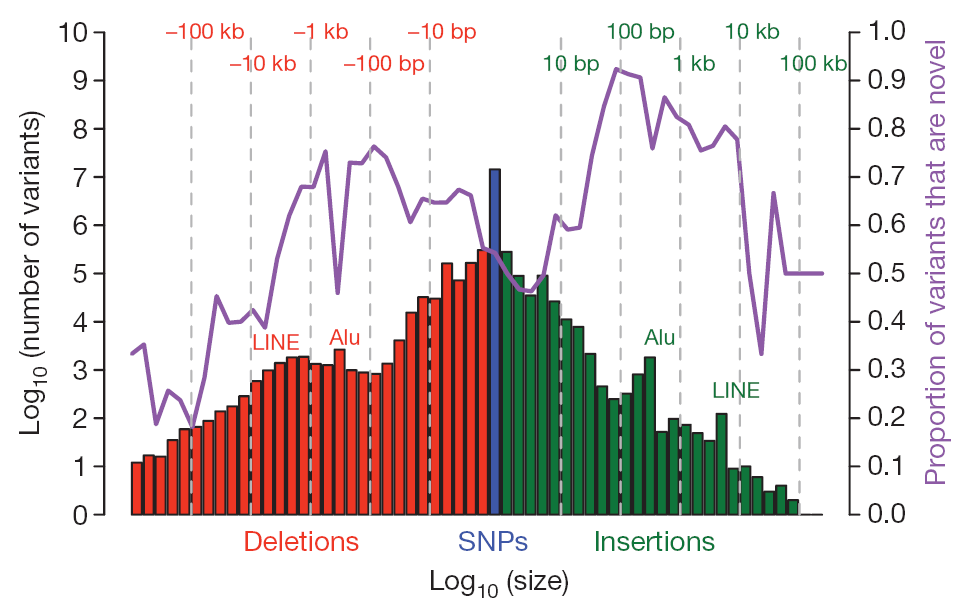 –100 kb –1 kb –10 bp 100 bp 10 kb
–10 kb –100 bp 10 bp 1 kb 100 kb
10
9
8
7
6
5
4
3
2
1
0
Log10 (number of variants)
1.0
0.9
0.8
0.7
0.6
0.5
0.4
0.3
0.2
0.1
0.0
Proportion of variants that are novel
LINE Alu Alu
LINE
Deletions SNPs Insertions
Log10 (size)